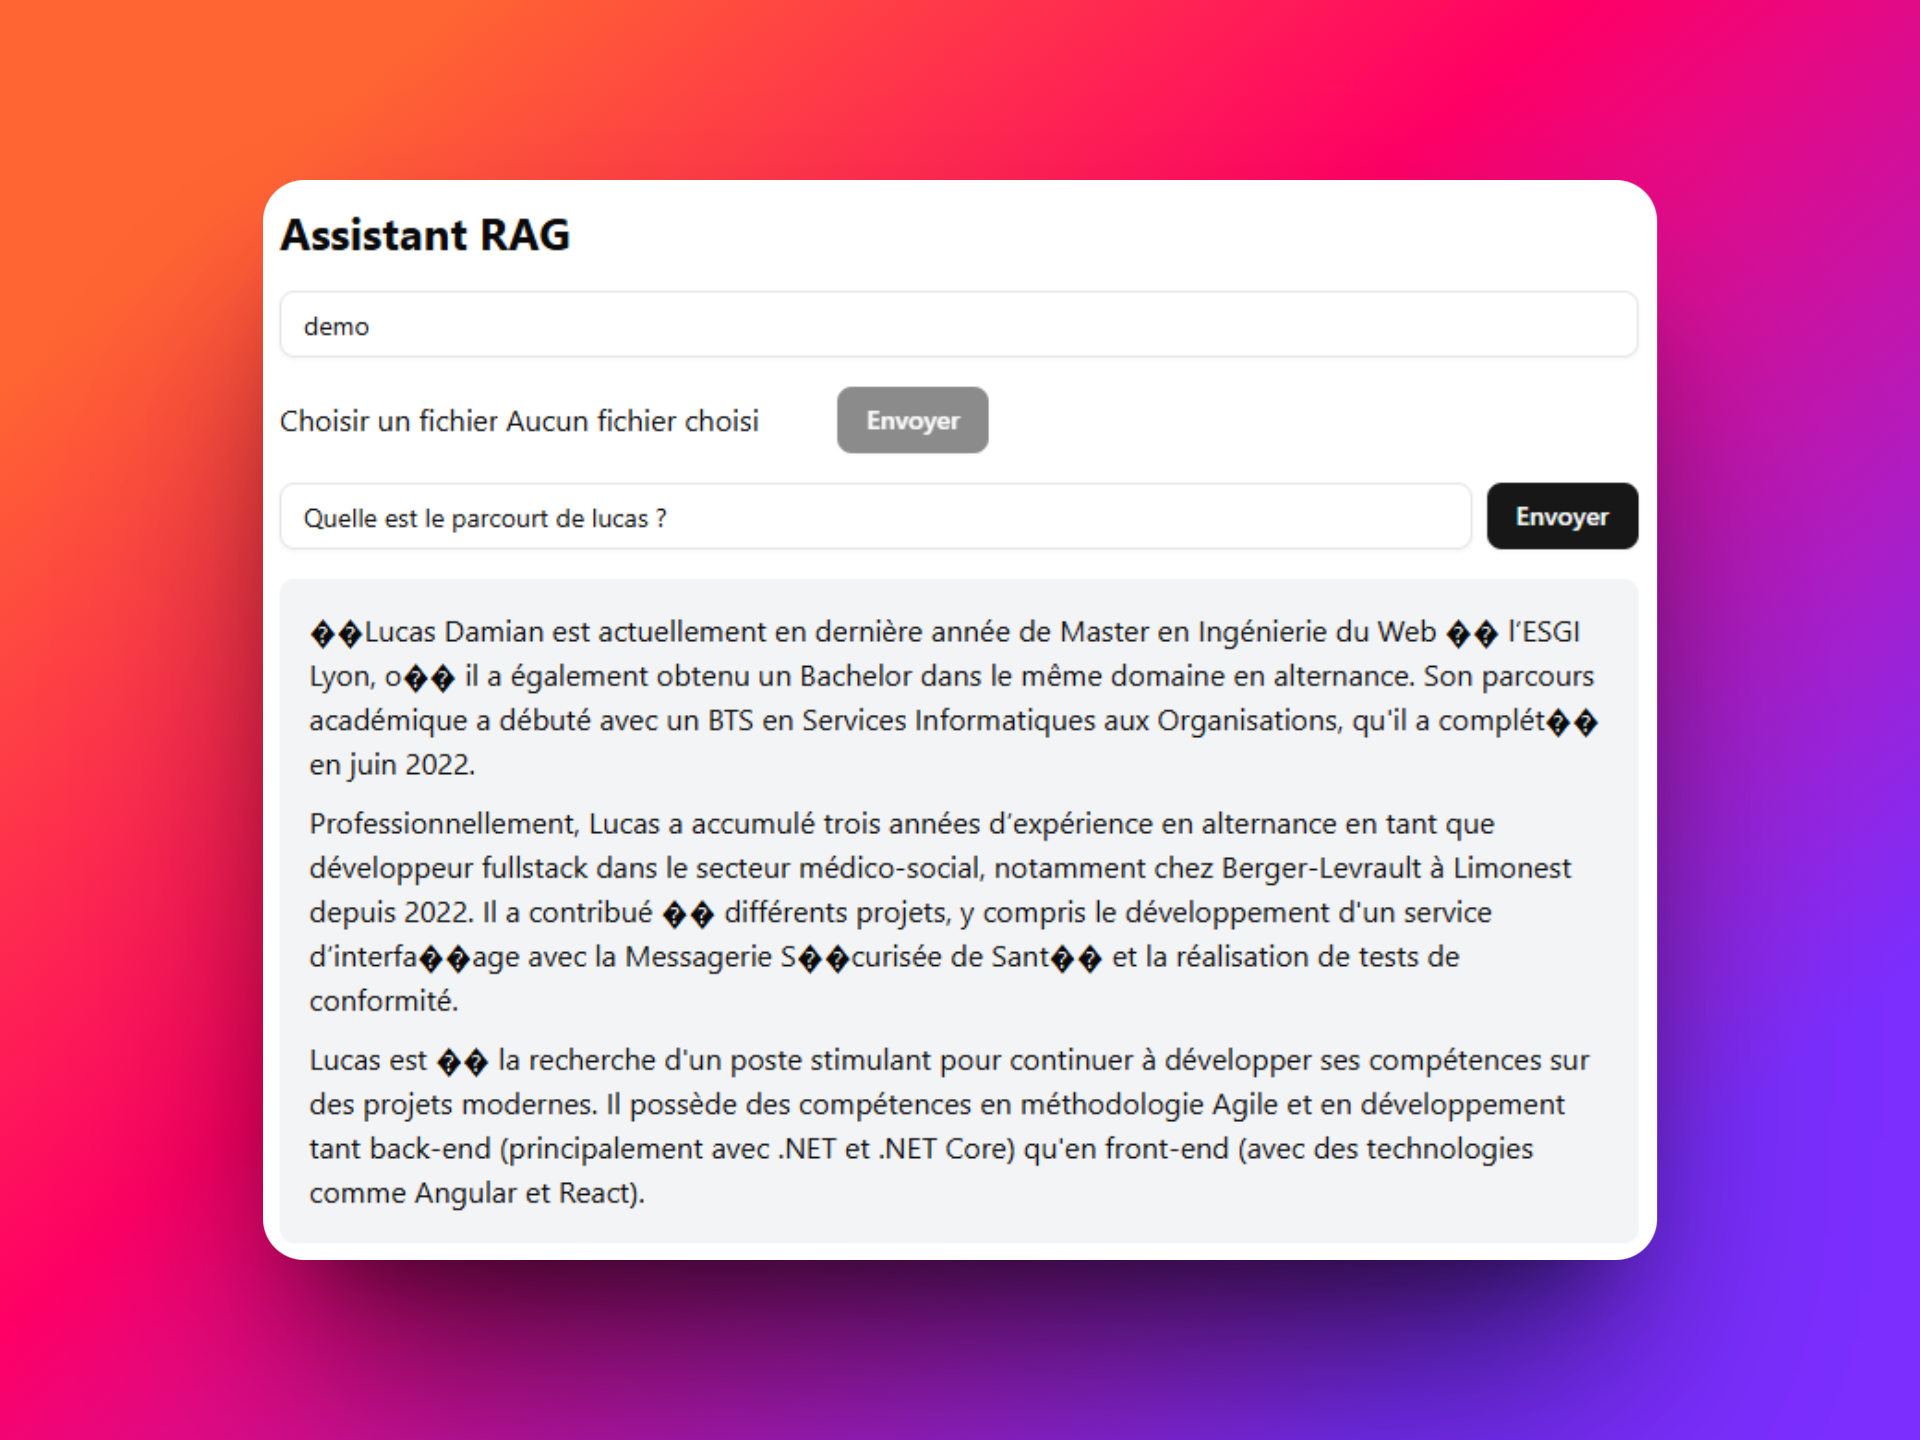 Assistant RAG
demo
Choisir un fichier Aucun fichier choisi
Envoyer
Quelle est le parcourt de lucas ?
Envoyer
��Lucas Damian est actuellement en dernière année de Master en Ingénierie du Web �� l'ESGI
Lyon, o�� il a également obtenu un Bachelor dans le même domaine en alternance. Son parcours
académique a débuté avec un BTS en Services Informatiques aux Organisations, qu'il a complét��
en juin 2022.
Professionnellement, Lucas a accumulé trois années d'expérience en alternance en tant que
développeur fullstack dans le secteur médico-social, notamment chez Berger-Levrault à Limonest
depuis 2022. Il a contribué �� différents projets, y compris le développement d'un service
d'interfa��age avec la Messagerie S��curisée de Sant�� et la réalisation de tests de
conformité.
Lucas est �� la recherche d'un poste stimulant pour continuer à développer ses compétences sur
des projets modernes. Il possède des compétences en méthodologie Agile et en développement
tant back-end (principalement avec .NET et .NET Core) qu'en front-end (avec des technologies
comme Angular et React).